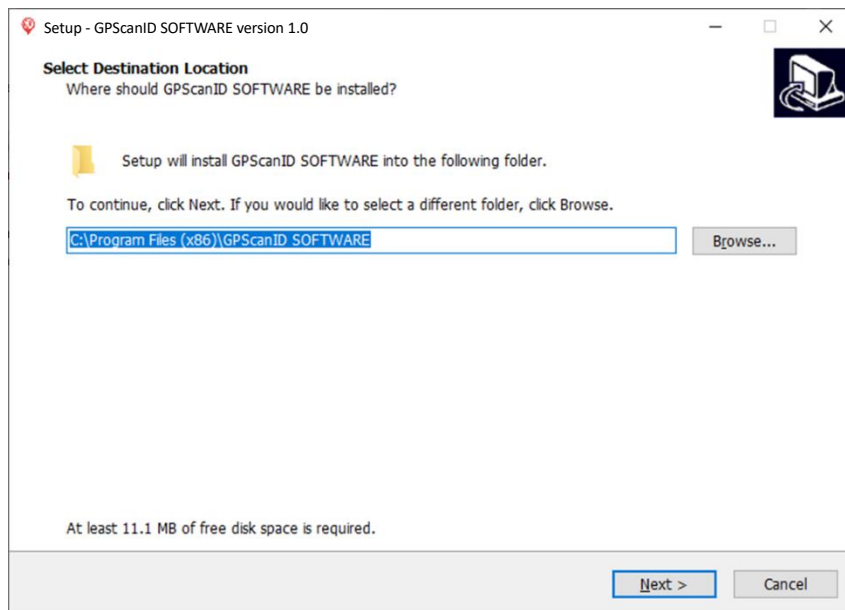 Setup - GPScanID SOFTWARE version 1.0
Select Destination Location
Where should GPScanID SOFTWARE be installed?
Setup will install GPScanID SOFTWARE into the following folder.
To continue, click Next. If you would like to select a different folder, click Browse.
C:\Program Files (x86)\GPScanID SOFTWARE
Browse...
At least 11.1 MB of free disk space is required.
Next >
Cancel